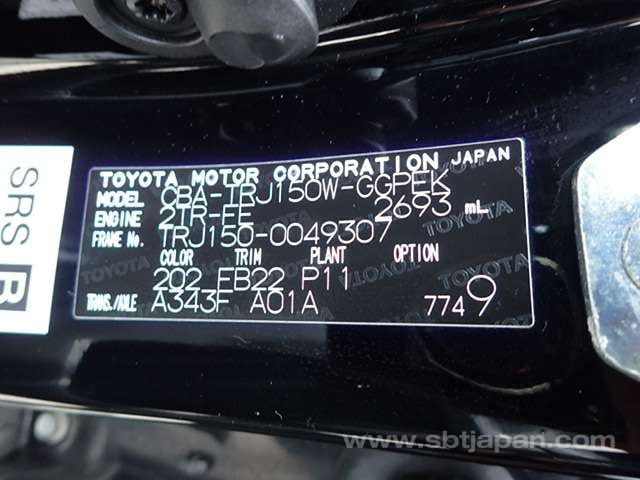 TOYOTA MOTOR CORPORATION JAPAN
MODEL CBA-TRJ150W-GGPEK
ENGINE 2TR-FE 2693 mL
FRAME No. TRJ150-0049307
COLOR TRIM PLANT OPTION
202 FB22 P11
TRANS./AXLE A343F A01A 7749
SRS
R
www.sbtjapan.com